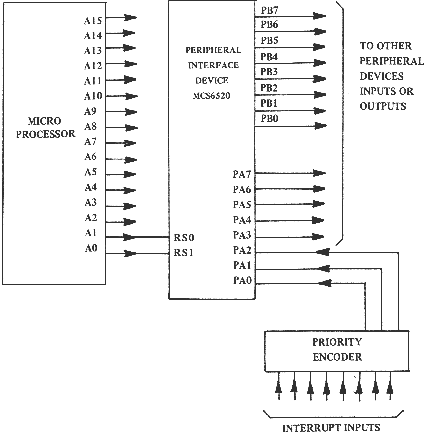 A15
A14
A13
A12
A11
A10
A9
A8
A7
A6
A5
A4
A3
A2
A1
A0
MICRO
PROCESSOR
PERIPHERAL
INTERFACE
DEVICE
MCS6520
RS0
RS1
PB7
PB6
PB5
PB4
PB3
PB2
PB1
PB0
PA7
PA6
PA5
PA4
PA3
PA2
PA1
PA0
TO OTHER
PERIPHERAL
DEVICES
INPUTS OR
OUTPUTS
PRIORITY
ENCODER
INTERRUPT INPUTS